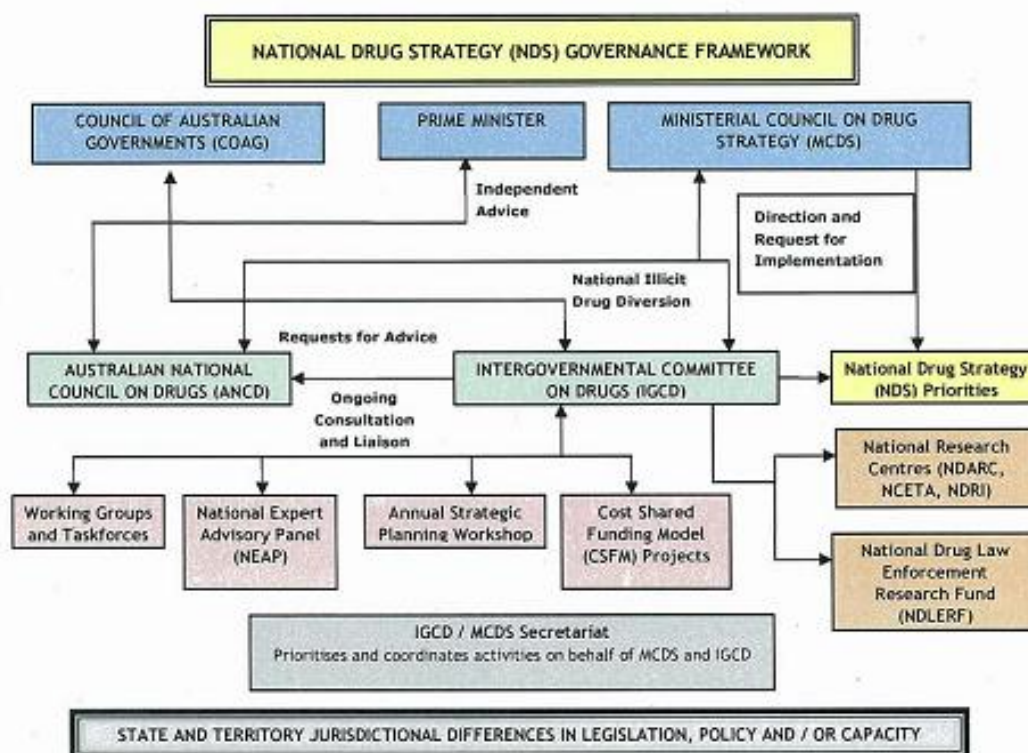 NATIONAL DRUG STRATEGY (NDS) GOVERNANCE FRAMEWORK
COUNCIL OF AUSTRALIAN
GOVERNMENTS (COAG)
PRIME MINISTER
MINISTERIAL COUNCIL ON DRUG
STRATEGY (MCDS)
Independent
Advice
Direction and
Request for
Implementation
National Illicit
Drug Diversion
Requests for Advice
AUSTRALIAN NATIONAL
COUNCIL ON DRUGS (ANCD)
INTERGOVERNMENTAL COMMITTEE
ON DRUGS (IGCD)
National Drug Strategy
(NDS) Priorities
Ongoing
Consultation
and Liaison
National Research
Centres (NDARC,
NCETA, NDRI)
Working Groups
and Taskforces
National Expert
Advisory Panel
(NEAP)
Annual Strategic
Planning Workshop
Cost Shared
Funding Model
(CSFM) Projects
National Drug Law
Enforcement
Research Fund
(NDLERF)
IGCD / MCDS Secretariat
Prioritises and coordinates activities on behalf of MCDS and IGCD
STATE AND TERRITORY JURISDICTIONAL DIFFERENCES IN LEGISLATION, POLICY AND / OR CAPACITY